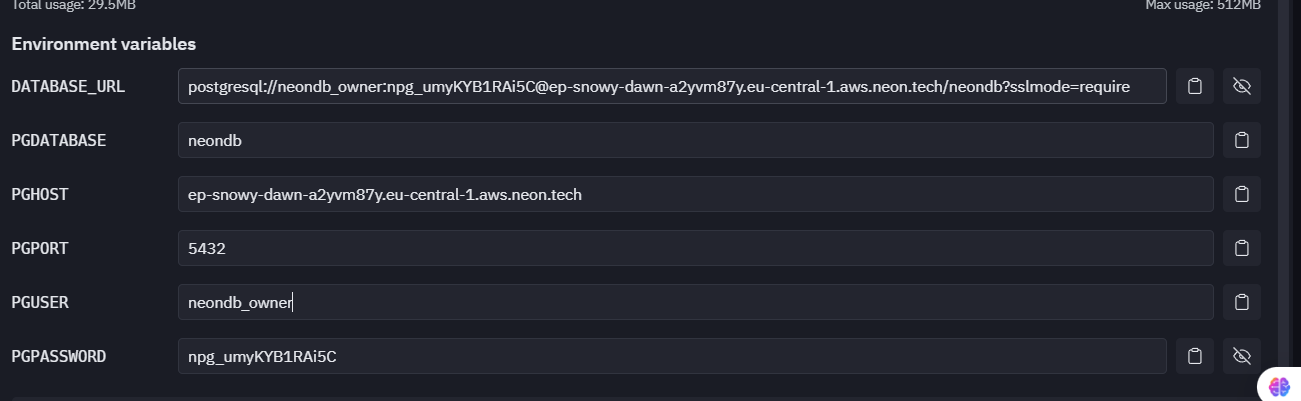 Total usage: 29.5MB Max usage: 512MB
Environment variables
DATABASE_URL postgresql://neondb_owner:npg_umyKYB1RAi5C@ep-snowy-dawn-a2yvm87y.eu-central-1.aws.neon.tech/neondb?sslmode=require
PGDATABASE neondb
PGHOST ep-snowy-dawn-a2yvm87y.eu-central-1.aws.neon.tech
PGPORT 5432
PGUSER neondb_owner
PGPASSWORD npg_umyKYB1RAi5C